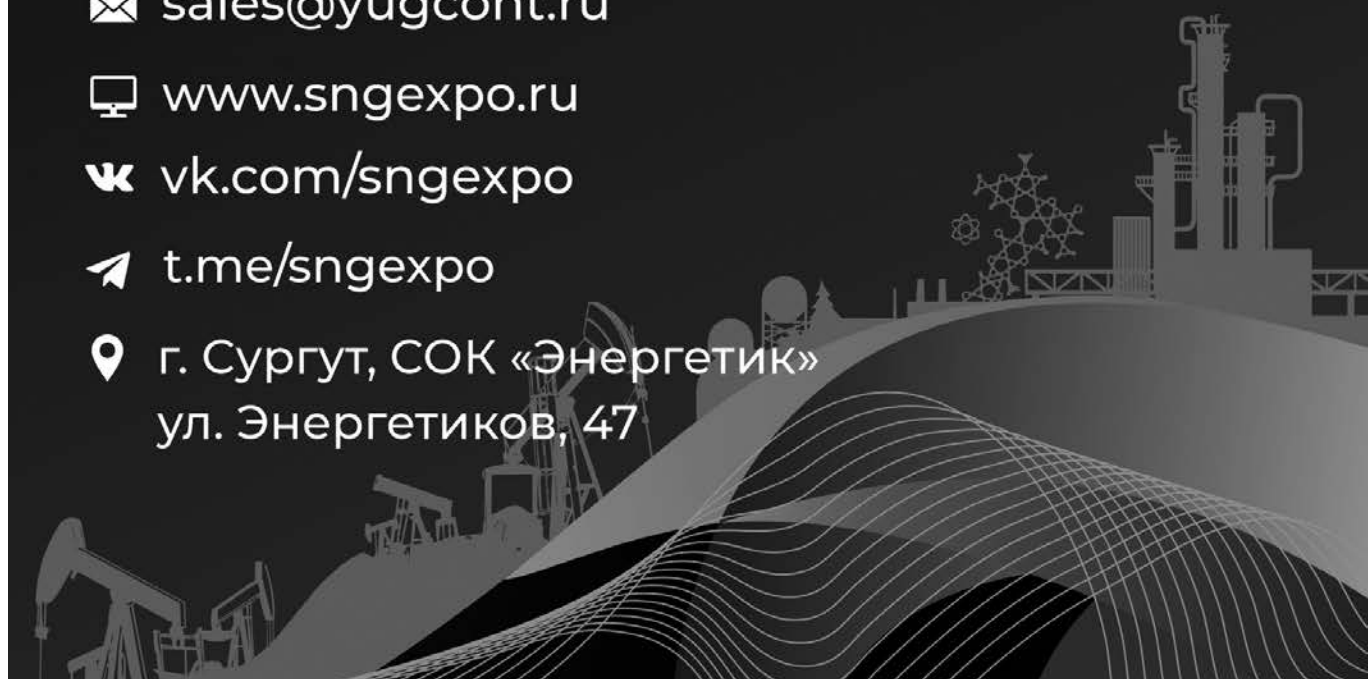 sales@yugcont.ru
www.sngexpo.ru
vk.com/sngexpo
t.me/sngexpo
г. Сургут, СОК «Энергетик»
ул. Энергетиков, 47